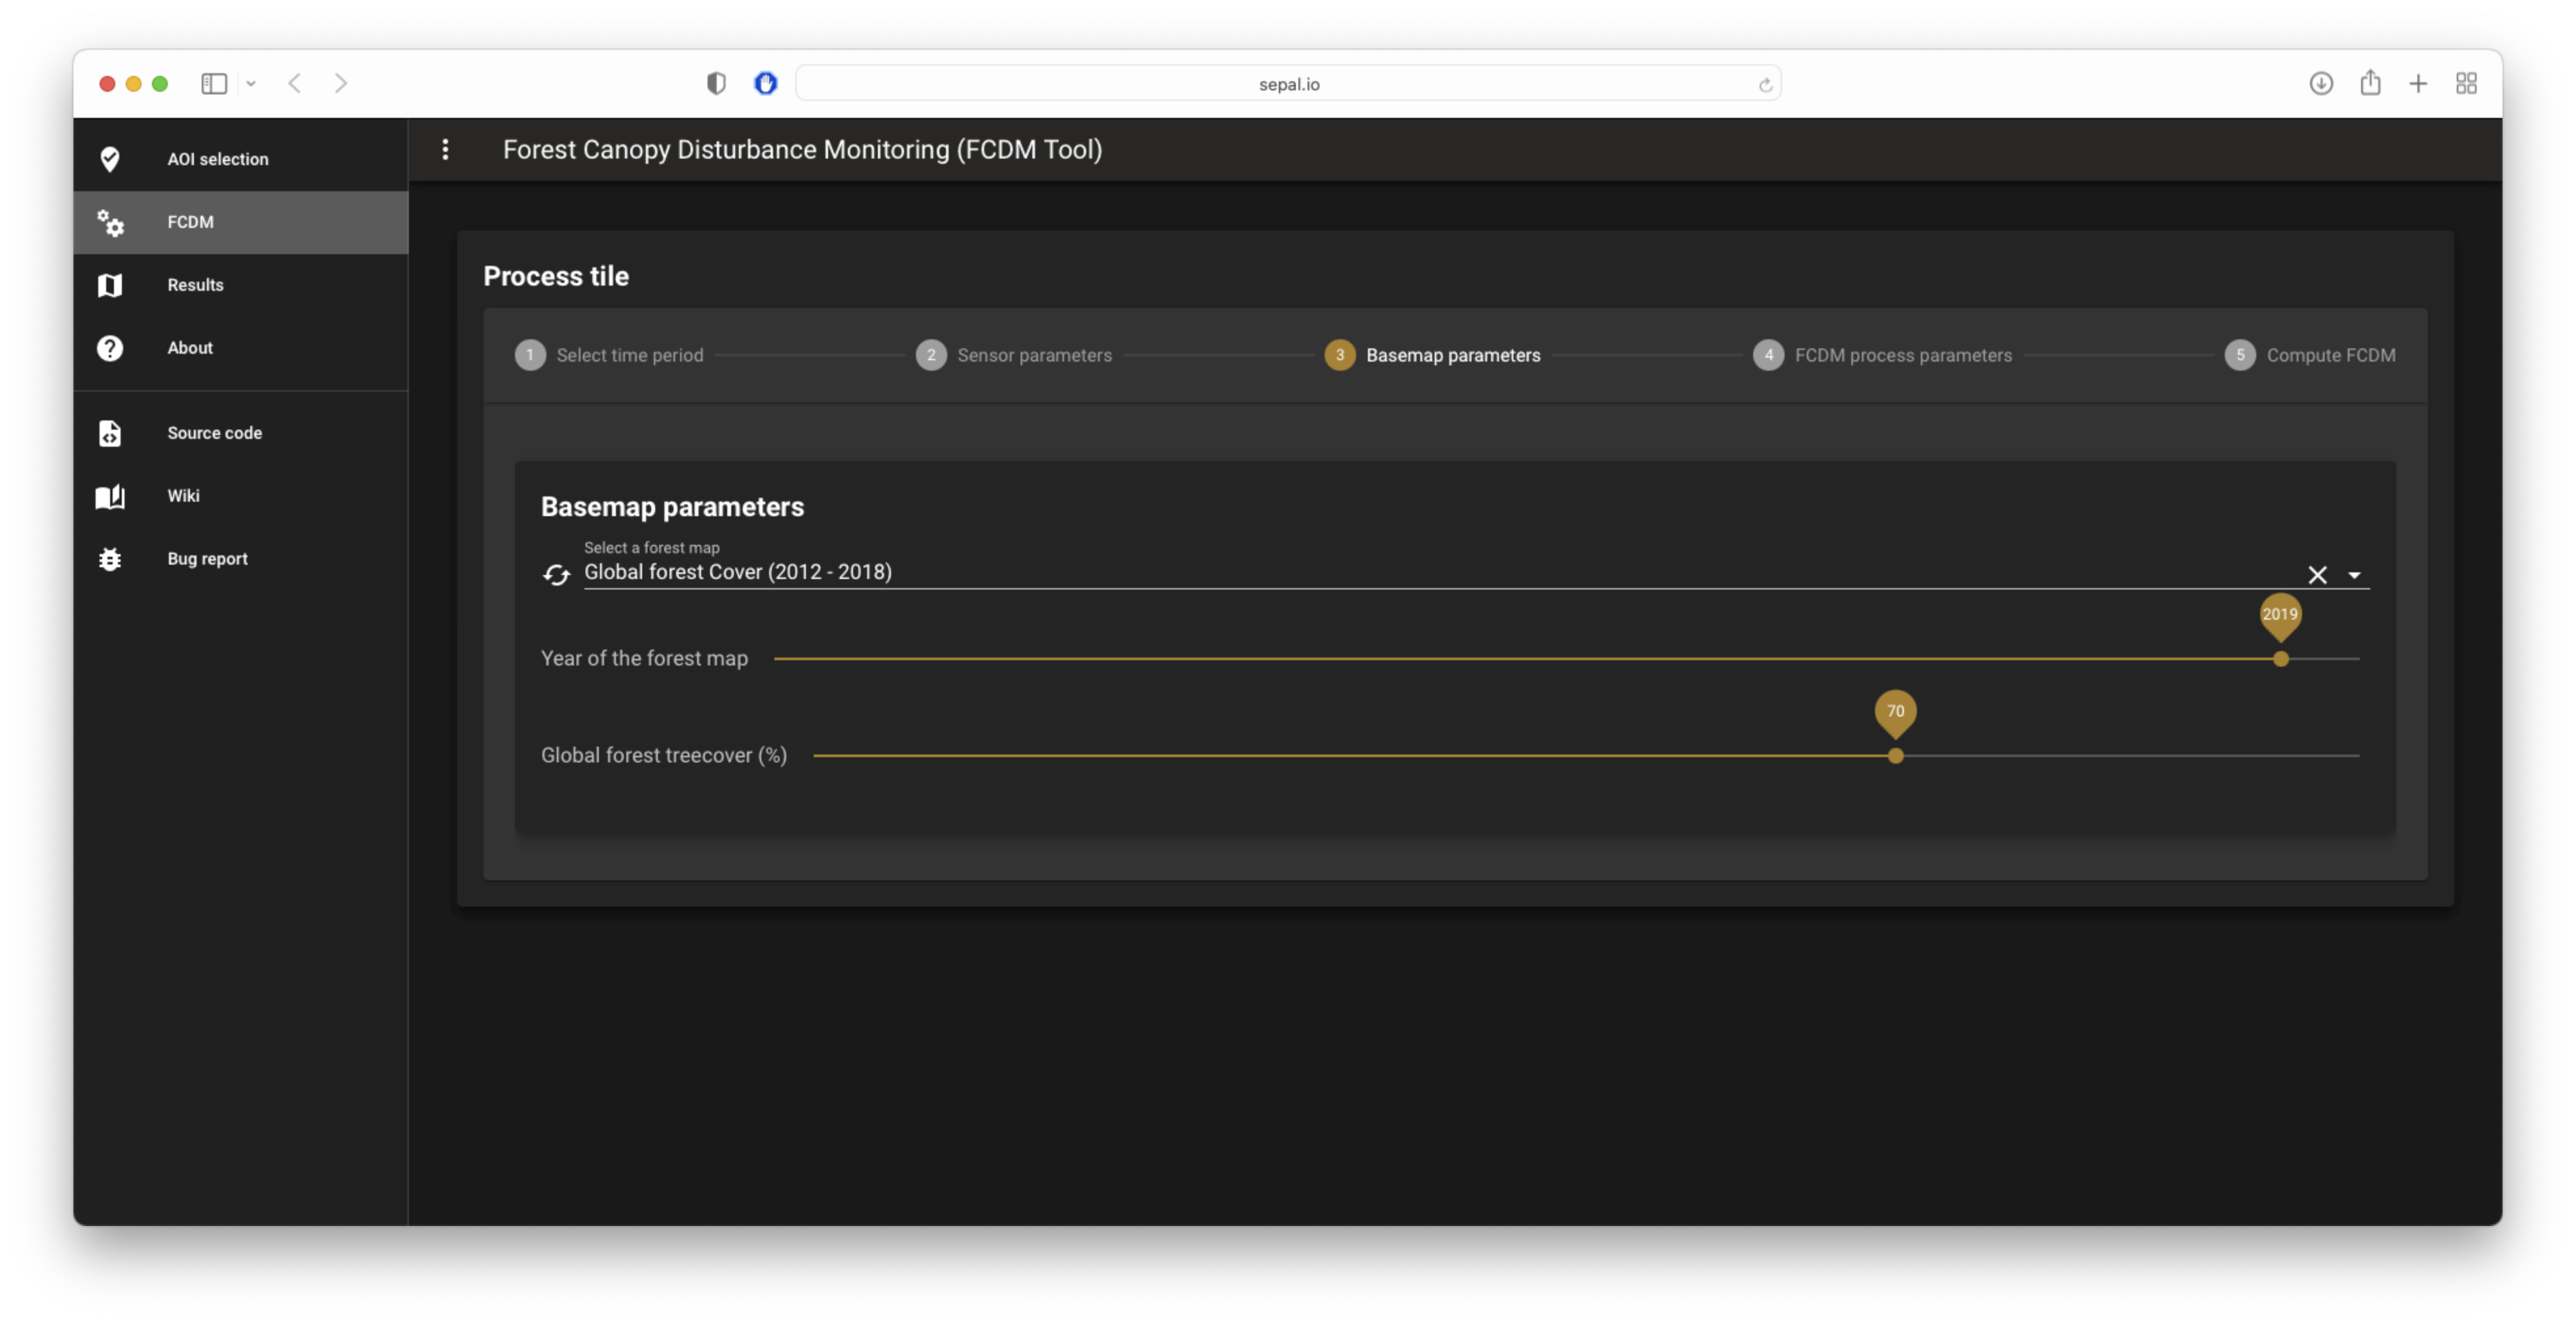 sepal.io
AOI selection
FCDM
Results
About
Source code
Wiki
Bug report
Forest Canopy Disturbance Monitoring (FCDM Tool)
Process tile
1 Select time period
2 Sensor parameters
3 Basemap parameters
4 FCDM process parameters
5 Compute FCDM
Basemap parameters
Select a forest map
Global forest Cover (2012 - 2018)
2019
Year of the forest map
70
Global forest treecover (%)